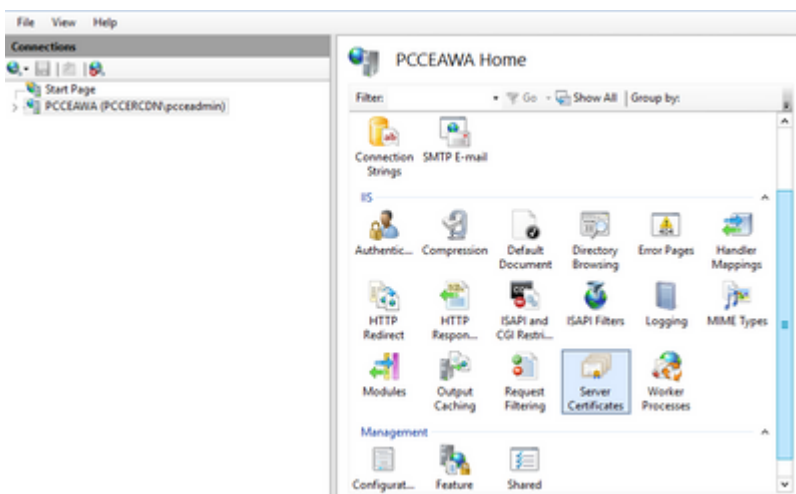 File View Help
Connections
Start Page
PCCEAWA (PCCERCDN\pcceadmin)
PCCEAWA Home
Filter: Go Show All Group by:
Connection Strings
SMTP E-mail
IIS
Authentic...
Compression
Default Document
Directory Browsing
Error Pages
Handler Mappings
HTTP Redirect
HTTP Respon...
ISAPI and CGI Restri...
ISAPI Filters
Logging
MIME Types
Modules
Output Caching
Request Filtering
Server Certificates
Worker Processes
Management
Configurat...
Feature
Shared